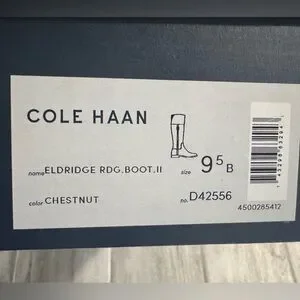 COLE HAAN
name ELDRIDGE RDG.BOOT.II size 9 5 B
color CHESTNUT no. D42556
4500285412